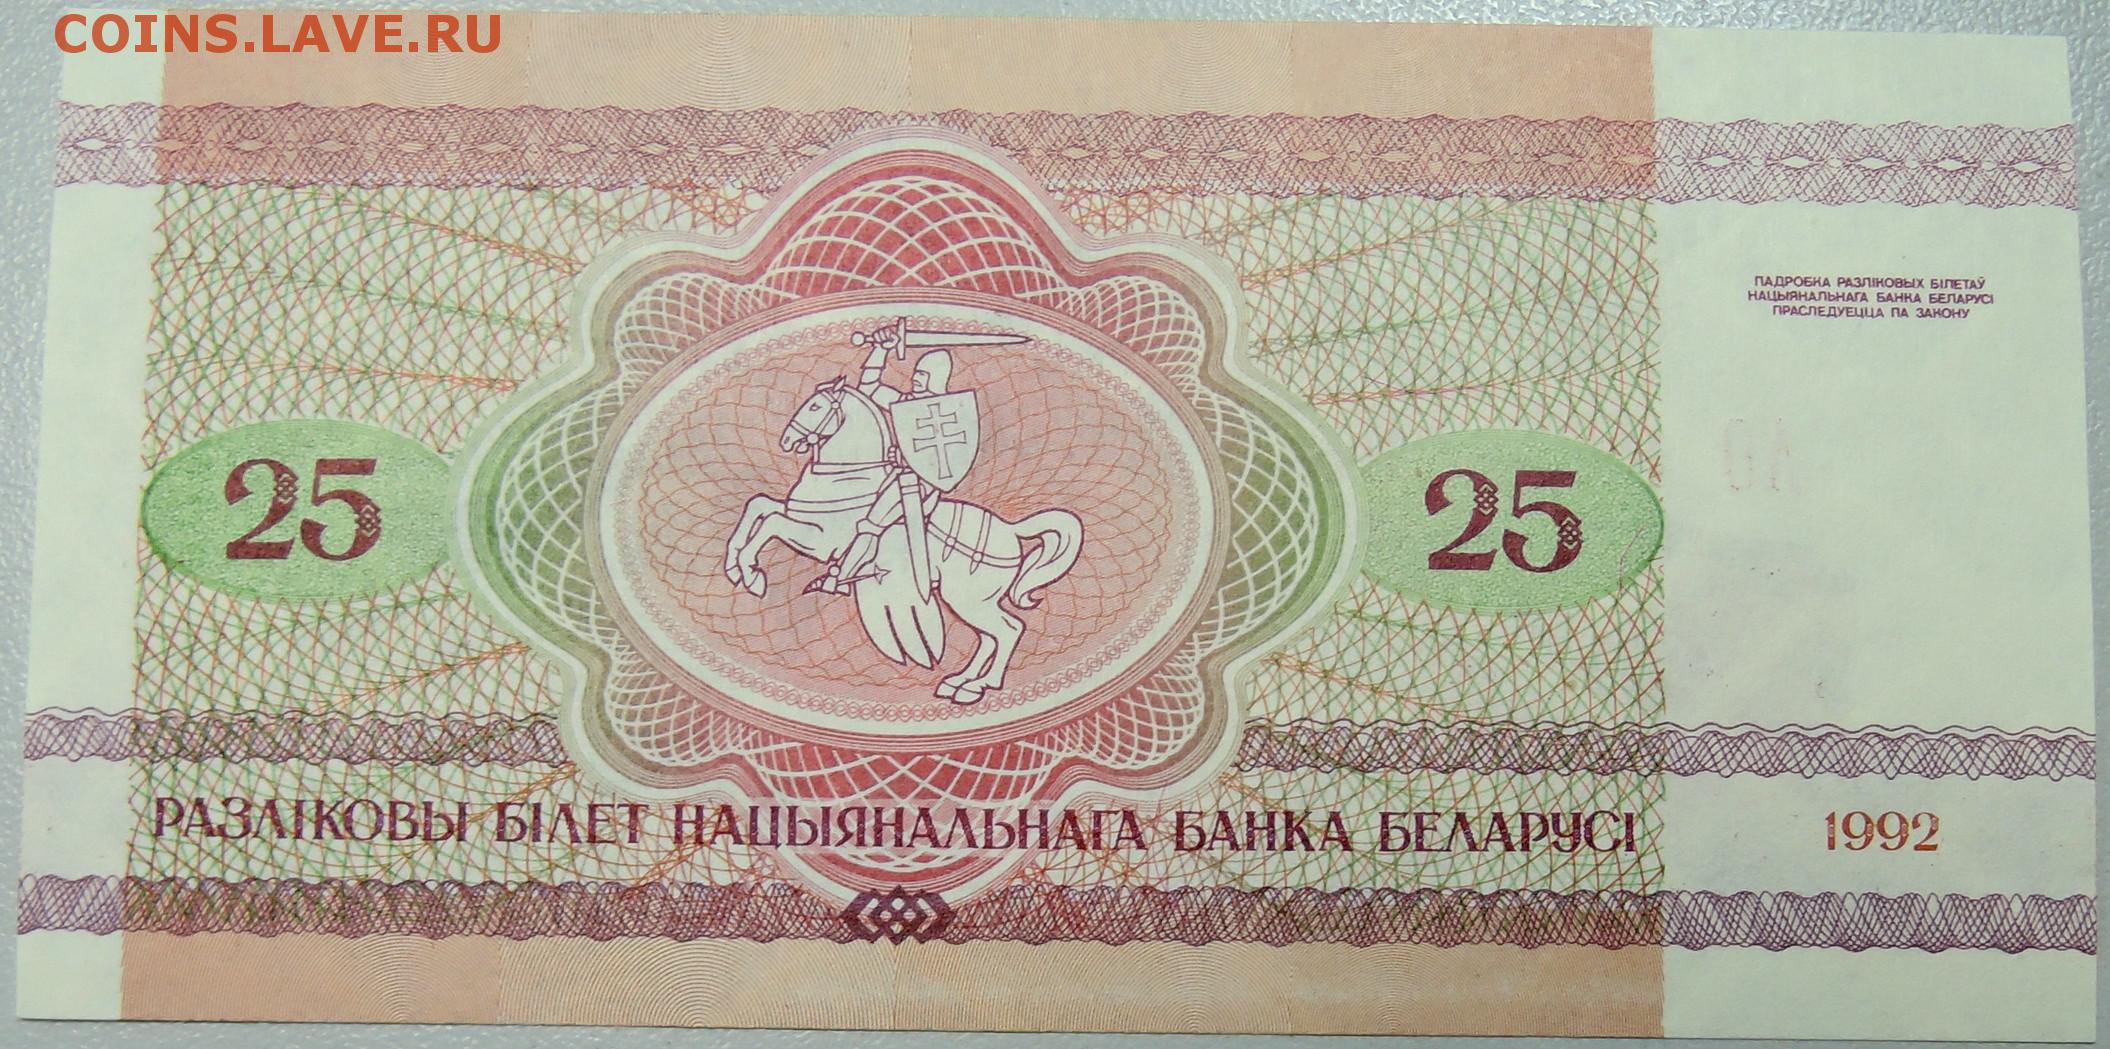 COINS.LAVE.RU
ПАДРОБКА РАЗЛІКОВЫХ БІЛЕТАЎ
НАЦЫЯНАЛЬНАГА БАНКА БЕЛАРУСІ
ПРАСЛЕДУЕЦЦА ПА ЗАКОНУ
25
25
РАЗЛІКОВЫ БІЛЕТ НАЦЫЯНАЛЬНАГА БАНКА БЕЛАРУСІ
1992